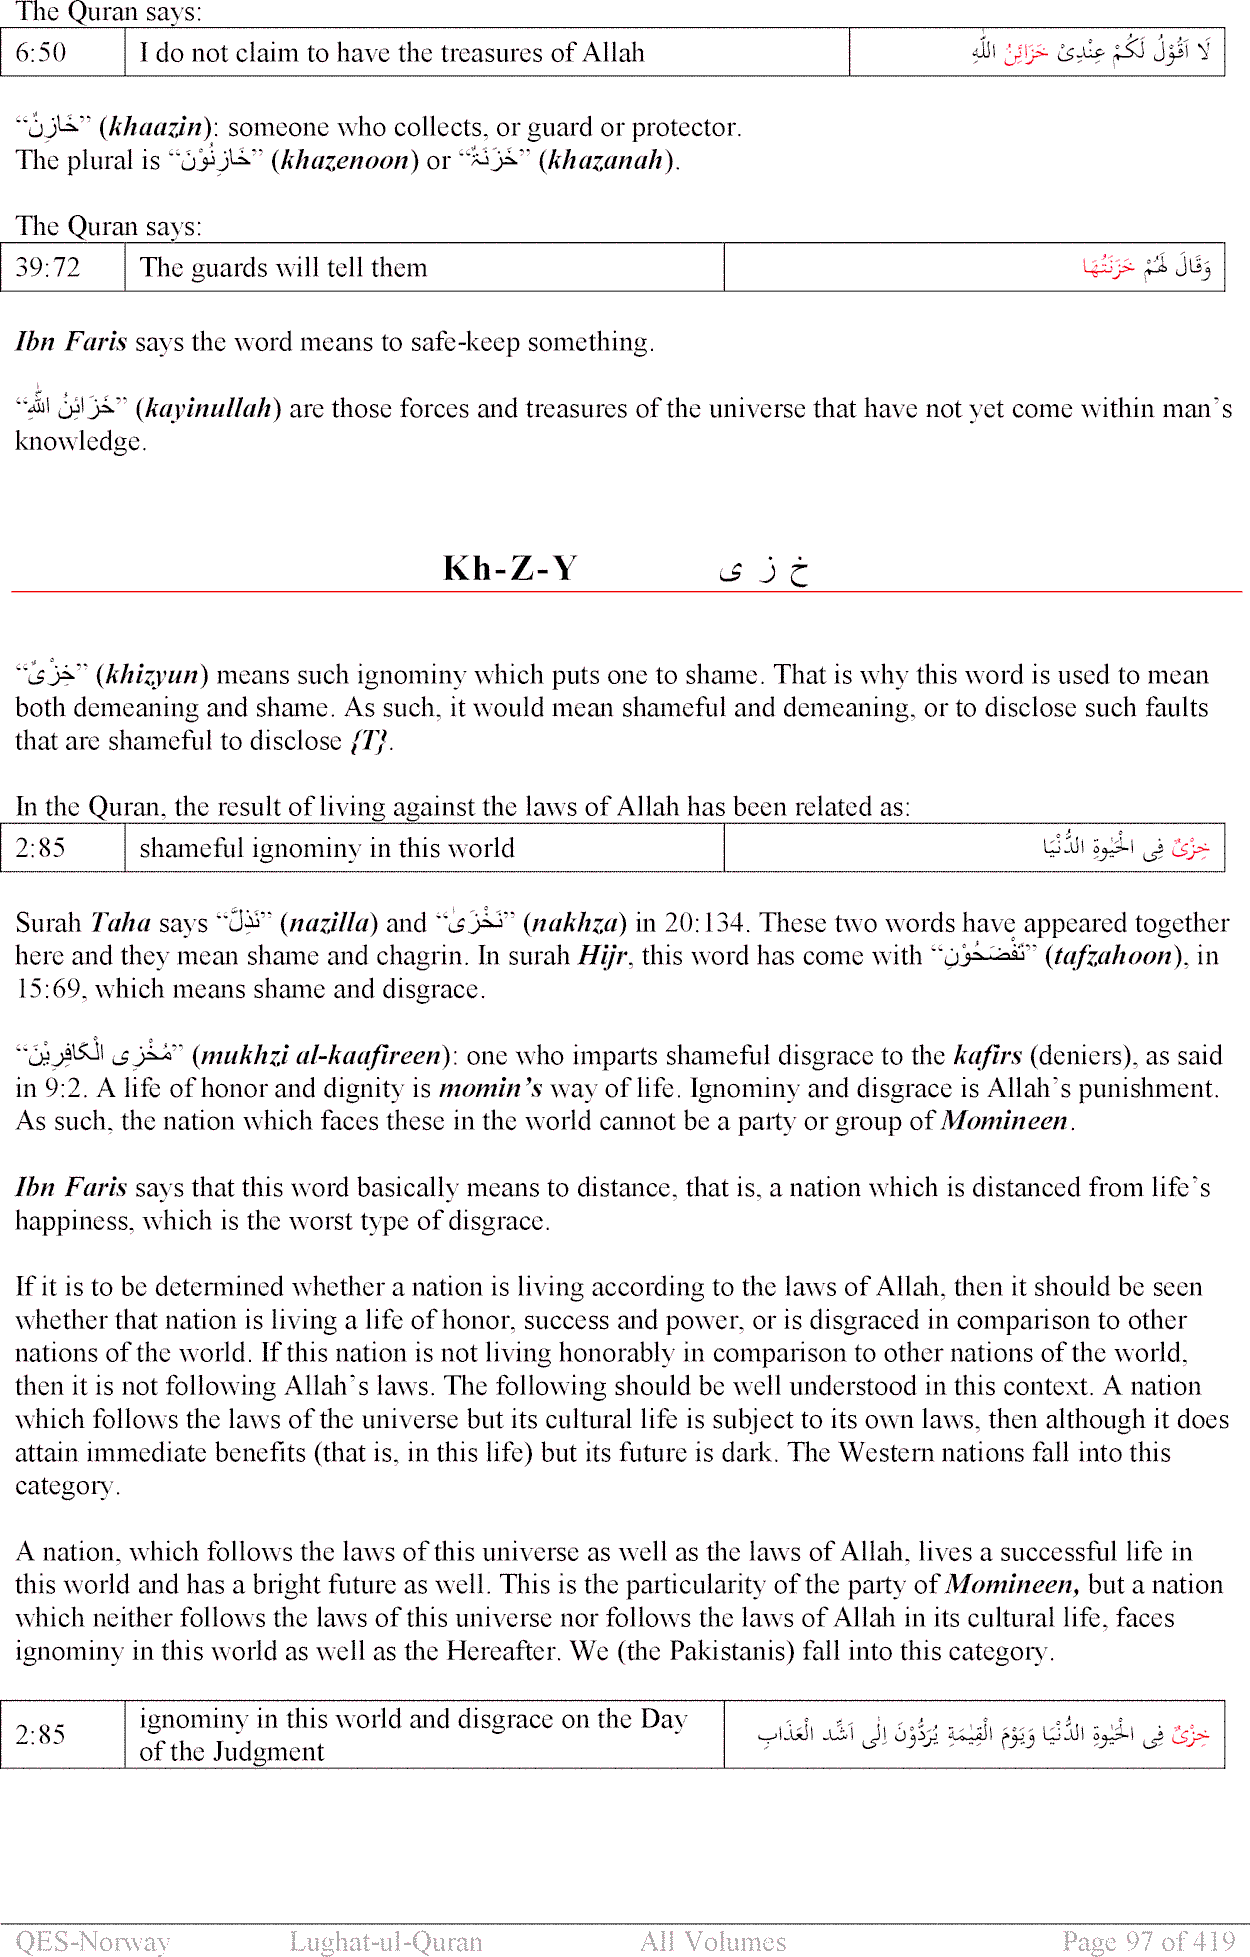 The Quran says:
6:50 I do not claim to have the treasures of Allah لَا اَقُوْلُ لَكُمْ عِنْدِىْ خَزَائِنُ اللّٰهِ
“خَازِنٌ” (khaazin): someone who collects, or guard or protector.
The plural is “خَازِنُوْنَ” (khazenoon) or “خَزَنَةٌ” (khazanah).
The Quran says:
39:72 The guards will tell them وَقَالَ لَهُمْ خَزَنَتُهَا
Ibn Faris says the word means to safe-keep something.
“خَزَائِنُ اللّٰهِ” (kayinullah) are those forces and treasures of the universe that have not yet come within man’s
knowledge.
Kh-Z-Y خ ز ى
“خِزْىٌ” (khizyun) means such ignominy which puts one to shame. That is why this word is used to mean
both demeaning and shame. As such, it would mean shameful and demeaning, or to disclose such faults
that are shameful to disclose {T}.
In the Quran, the result of living against the laws of Allah has been related as:
2:85 shameful ignominy in this world خِزْىٌ فِى الْحَيٰوةِ الدُّنْيَا
Surah Taha says “نَذِلَّ” (nazilla) and “نَخْزَىٰ” (nakhza) in 20:134. These two words have appeared together
here and they mean shame and chagrin. In surah Hijr, this word has come with “تَفْضَحُوْنِ” (tafzahoon), in
15:69, which means shame and disgrace.
“مُخْزِى الْكَافِرِيْنَ” (mukhzi al-kaafireen): one who imparts shameful disgrace to the kafirs (deniers), as said
in 9:2. A life of honor and dignity is momin’s way of life. Ignominy and disgrace is Allah’s punishment.
As such, the nation which faces these in the world cannot be a party or group of Momineen.
Ibn Faris says that this word basically means to distance, that is, a nation which is distanced from life’s
happiness, which is the worst type of disgrace.
If it is to be determined whether a nation is living according to the laws of Allah, then it should be seen
whether that nation is living a life of honor, success and power, or is disgraced in comparison to other
nations of the world. If this nation is not living honorably in comparison to other nations of the world,
then it is not following Allah’s laws. The following should be well understood in this context. A nation
which follows the laws of the universe but its cultural life is subject to its own laws, then although it does
attain immediate benefits (that is, in this life) but its future is dark. The Western nations fall into this
category.
A nation, which follows the laws of this universe as well as the laws of Allah, lives a successful life in
this world and has a bright future as well. This is the particularity of the party of Momineen, but a nation
which neither follows the laws of this universe nor follows the laws of Allah in its cultural life, faces
ignominy in this world as well as the Hereafter. We (the Pakistanis) fall into this category.
2:85 ignominy in this world and disgrace on the Day خِزْىٌ فِى الْحَيٰوةِ الدُّنْيَا وَيَوْمَ الْقِيٰمَةِ يُرَدُّوْنَ اِلٰى اَشَّدِ الْعَذَابِ
of the Judgment
QES-Norway Lughat-ul-Quran All Volumes Page 97 of 419